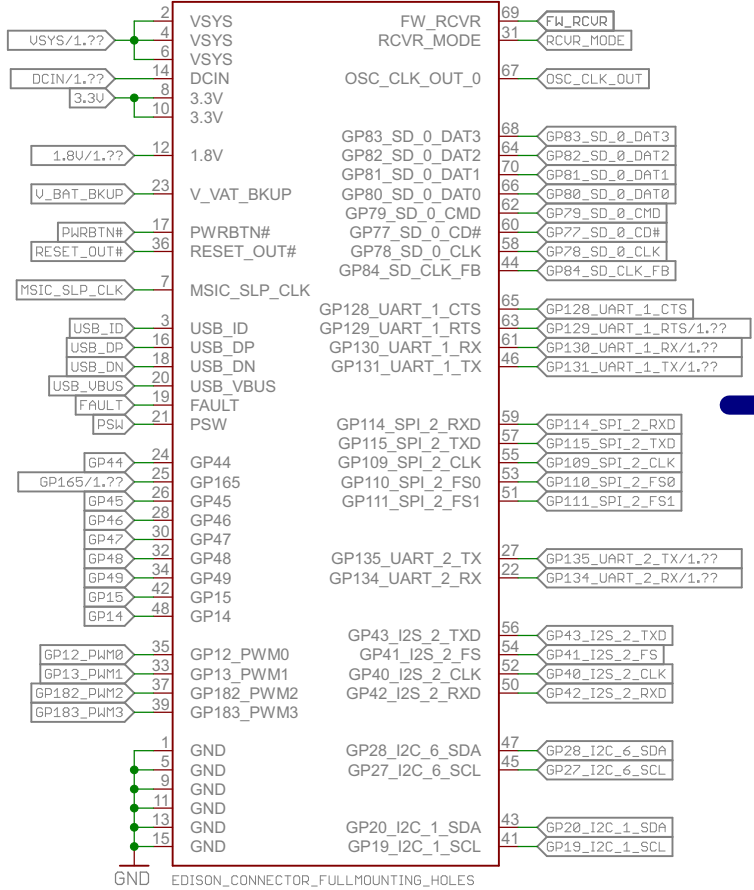 2 VSYS FW_RCVR 69 FW_RCVR
VSYS/1.?? 4 VSYS RCVR_MODE 31 RCVR_MODE
6 VSYS
DCIN/1.?? 14 DCIN OSC_CLK_OUT_0 67 OSC_CLK_OUT
3.3V 8 3.3V
10 3.3V
GP83_SD_0_DAT3 68 GP83_SD_0_DAT3
1.8V/1.?? 12 1.8V GP82_SD_0_DAT2 64 GP82_SD_0_DAT2
GP81_SD_0_DAT1 70 GP81_SD_0_DAT1
V_BAT_BKUP 23 V_VAT_BKUP GP80_SD_0_DAT0 66 GP80_SD_0_DAT0
GP79_SD_0_CMD 62 GP79_SD_0_CMD
PWRBTN# 17 PWRBTN# GP77_SD_0_CD# 60 GP77_SD_0_CD#
RESET_OUT# 36 RESET_OUT# GP78_SD_0_CLK 58 GP78_SD_0_CLK
GP84_SD_CLK_FB 44 GP84_SD_CLK_FB
MSIC_SLP_CLK 7 MSIC_SLP_CLK
GP128_UART_1_CTS 65 GP128_UART_1_CTS
USB_ID 3 USB_ID GP129_UART_1_RTS 63 GP129_UART_1_RTS/1.??
USB_DP 16 USB_DP GP130_UART_1_RX 61 GP130_UART_1_RX/1.??
USB_DN 18 USB_DN GP131_UART_1_TX 46 GP131_UART_1_TX/1.??
USB_VBUS 20 USB_VBUS
FAULT 19 FAULT
PSW 21 PSW GP114_SPI_2_RXD 59 GP114_SPI_2_RXD
GP115_SPI_2_TXD 57 GP115_SPI_2_TXD
GP44 24 GP44 GP109_SPI_2_CLK 55 GP109_SPI_2_CLK
GP165/1.?? 25 GP165 GP110_SPI_2_FS0 53 GP110_SPI_2_FS0
GP45 26 GP45 GP111_SPI_2_FS1 51 GP111_SPI_2_FS1
GP46 28 GP46
GP47 30 GP47
GP48 32 GP48 GP135_UART_2_TX 27 GP135_UART_2_TX/1.??
GP49 34 GP49 GP134_UART_2_RX 22 GP134_UART_2_RX/1.??
GP15 42 GP15
GP14 48 GP14
GP43_I2S_2_TXD 56 GP43_I2S_2_TXD
GP12_PWM0 35 GP12_PWM0 GP41_I2S_2_FS 54 GP41_I2S_2_FS
GP13_PWM1 33 GP13_PWM1 GP40_I2S_2_CLK 52 GP40_I2S_2_CLK
GP182_PWM2 37 GP182_PWM2 GP42_I2S_2_RXD 50 GP42_I2S_2_RXD
GP183_PWM3 39 GP183_PWM3
1 GND GP28_I2C_6_SDA 47 GP28_I2C_6_SDA
5 GND GP27_I2C_6_SCL 45 GP27_I2C_6_SCL
9 GND
11 GND
13 GND GP20_I2C_1_SDA 43 GP20_I2C_1_SDA
15 GND GP19_I2C_1_SCL 41 GP19_I2C_1_SCL
GND EDISON_CONNECTOR_FULLMOUNTING_HOLES